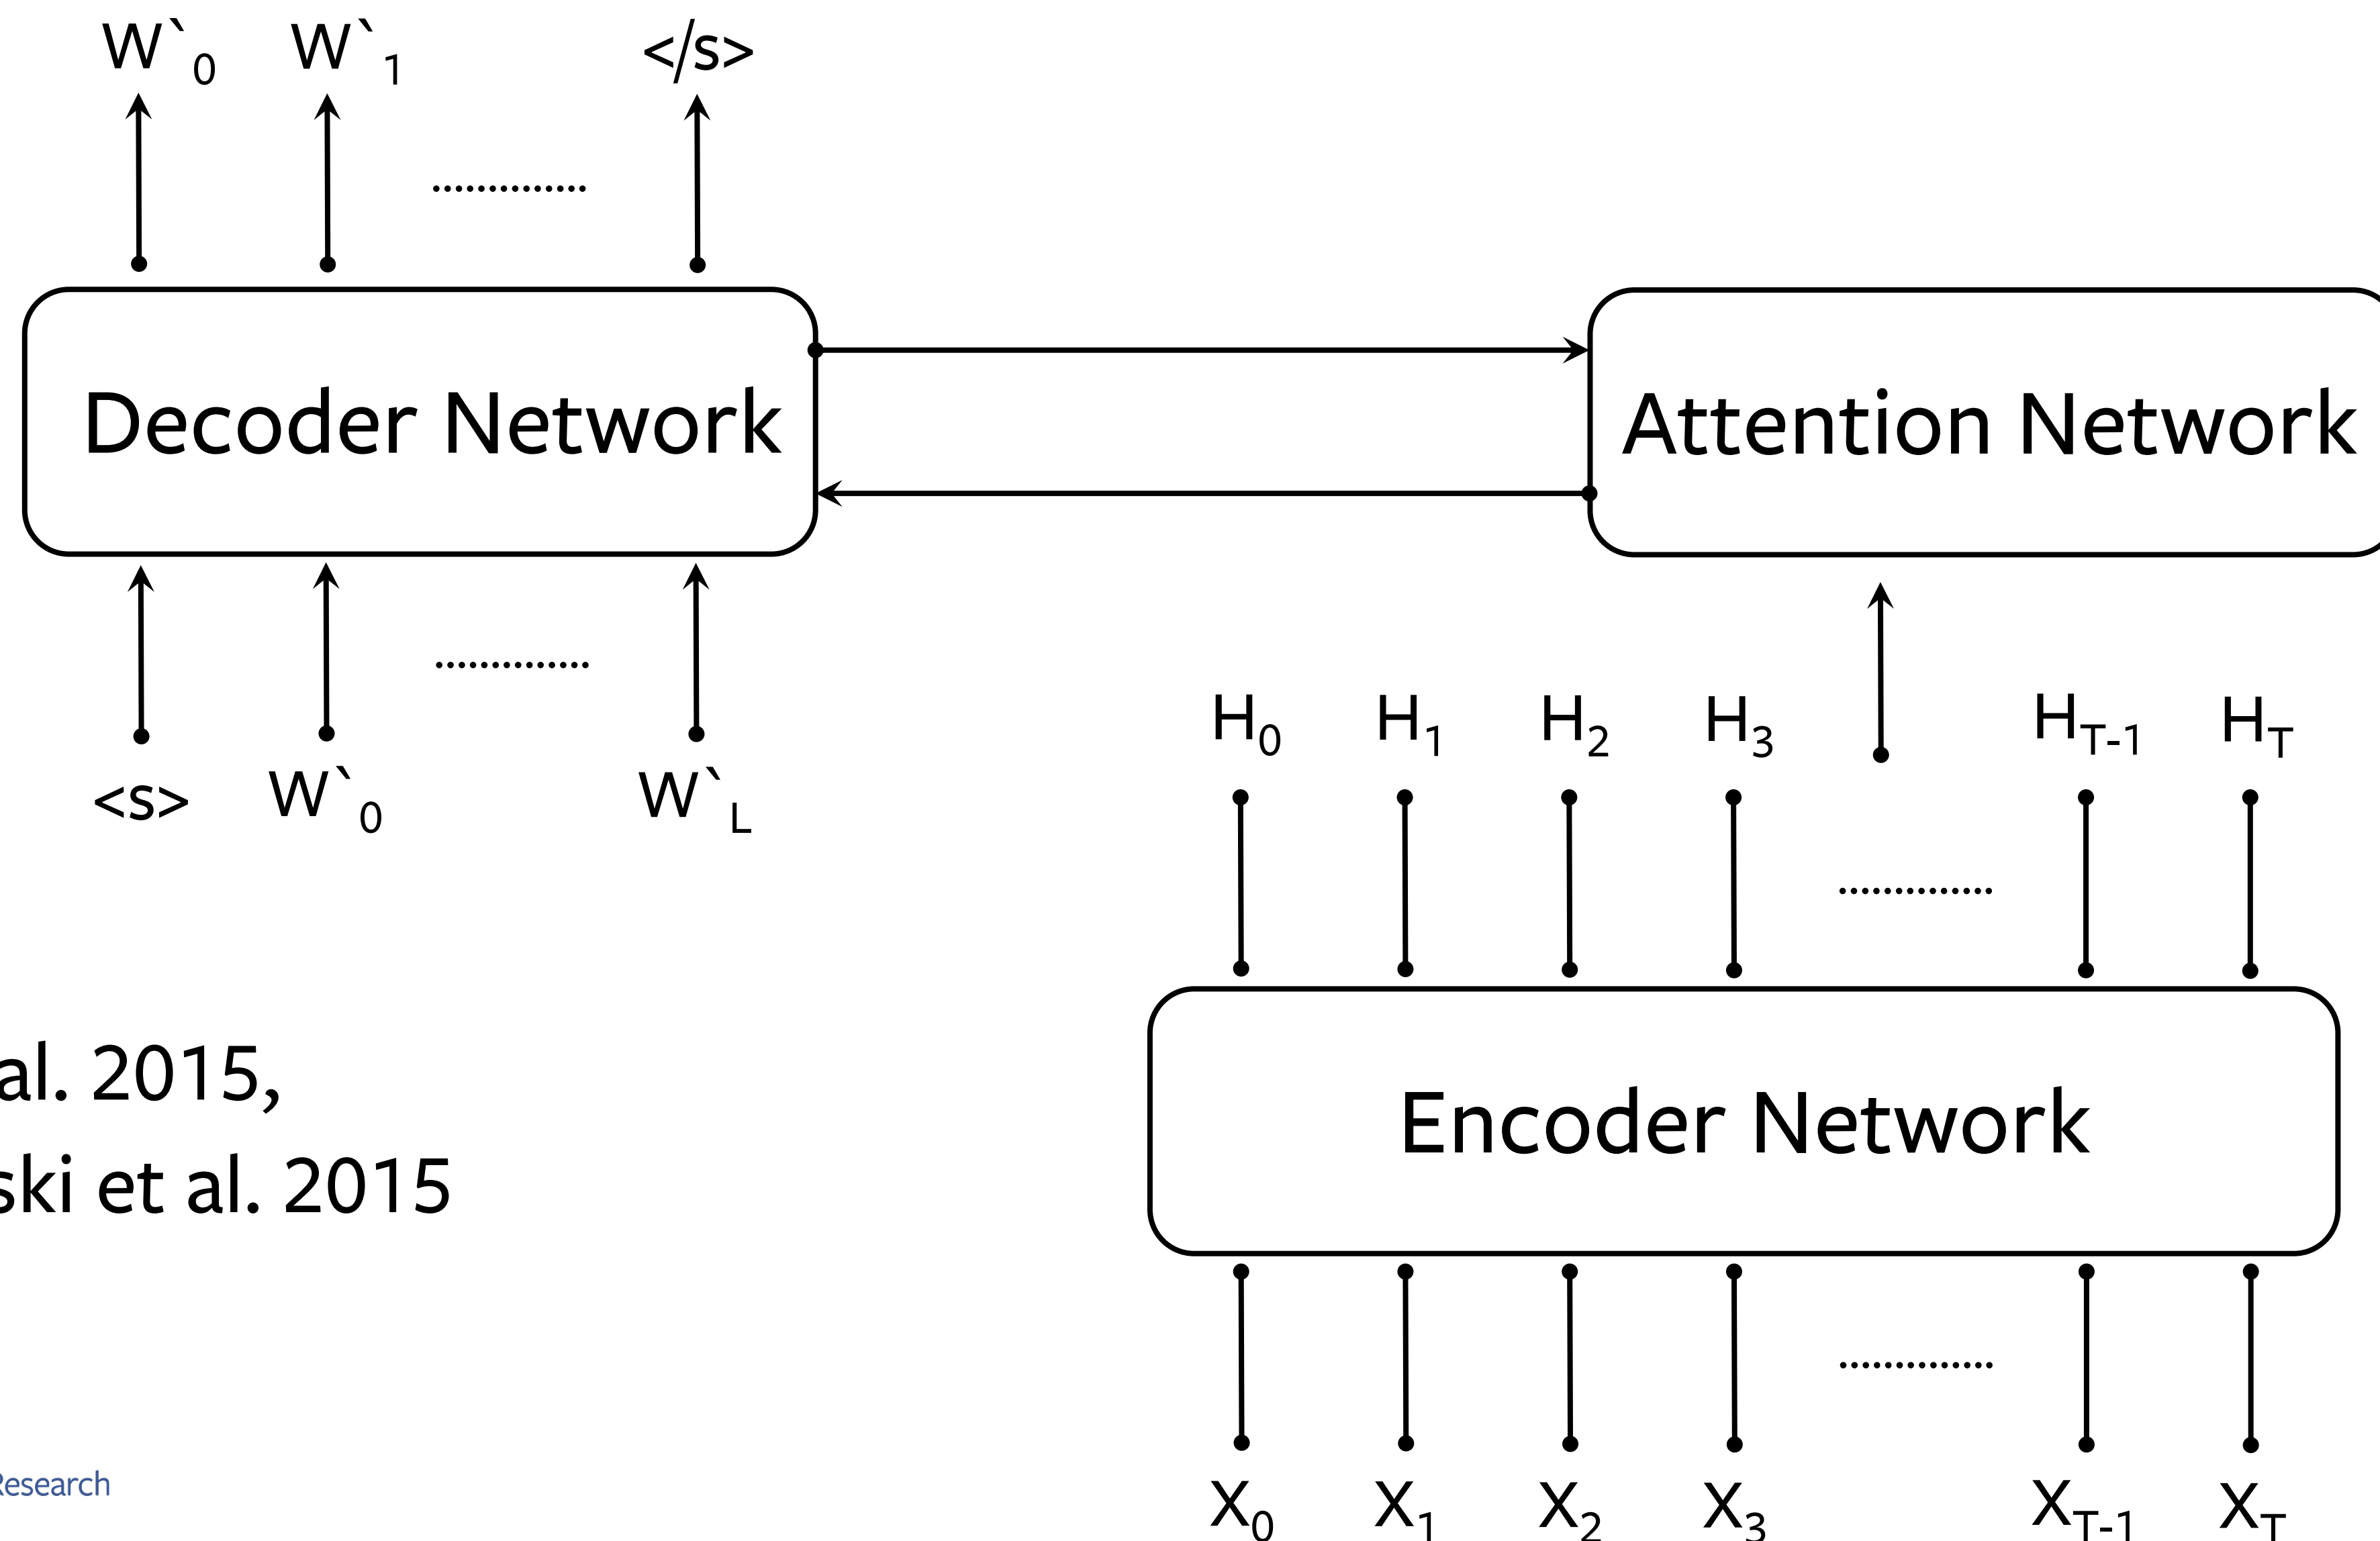 W`0 W`1 </s>
Decoder Network
Attention Network
<s> W`0 W`L
H0 H1 H2 H3 HT-1 HT
al. 2015,
ski et al. 2015
Encoder Network
X0 X1 X2 X3 XT-1 XT
Research